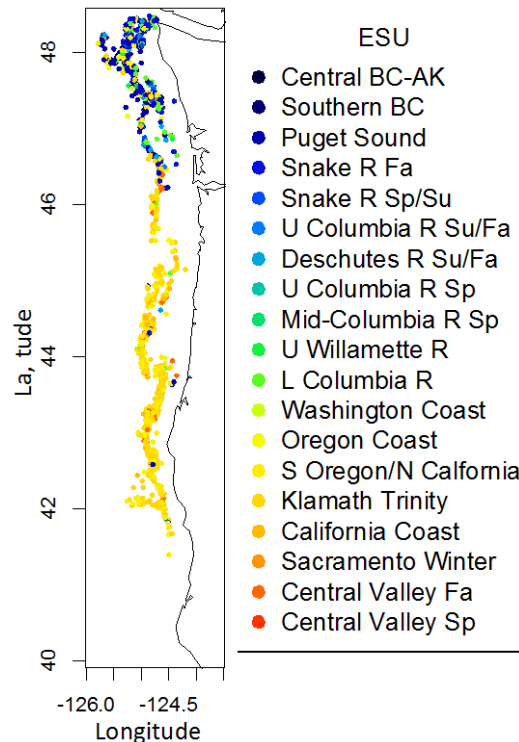 ESU
Central BC-AK
Southern BC
Puget Sound
Snake R Fa
Snake R Sp/Su
U Columbia R Su/Fa
Deschutes R Su/Fa
U Columbia R Sp
Mid-Columbia R Sp
U Willamette R
L Columbia R
Washington Coast
Oregon Coast
S Oregon/N Calfornia
Klamath Trinity
California Coast
Sacramento Winter
Central Valley Fa
Central Valley Sp
48
46
44
42
40
La, tude
-126.0 -124.5
Longitude